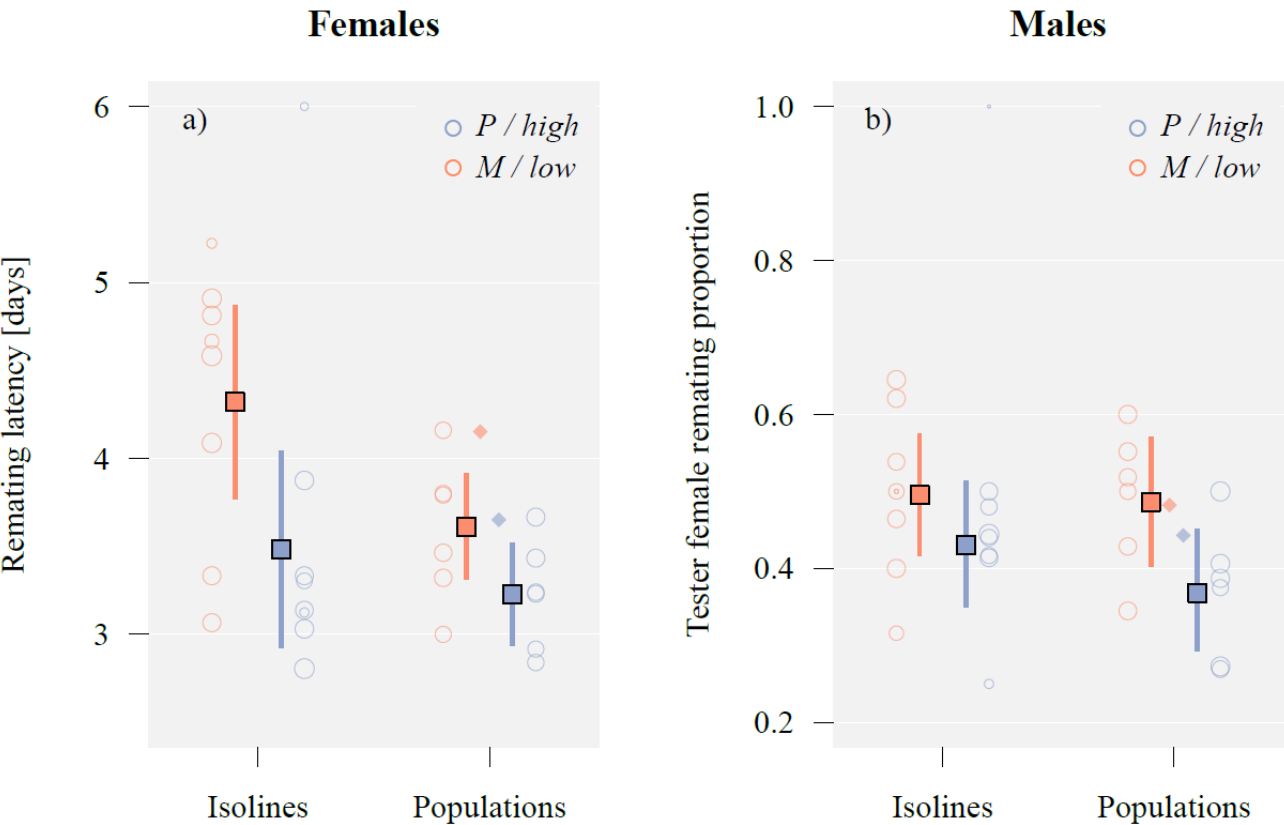 Females
Males
a)
P / high
M / low
6
5
4
3
Remating latency [days]
Isolines
Populations
b)
P / high
M / low
1.0
0.8
0.6
0.4
0.2
Tester female remating proportion
Isolines
Populations